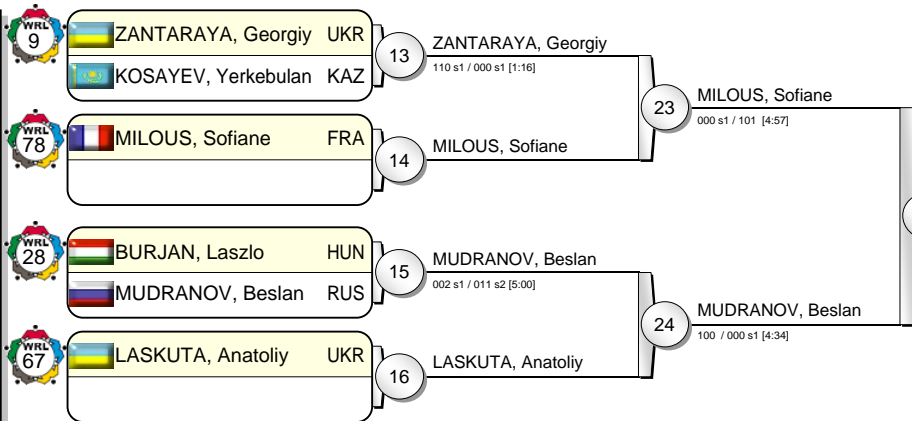 WRL
9
ZANTARAYA, Georgiy UKR
KOSAYEV, Yerkebulan KAZ
13
ZANTARAYA, Georgiy
110 s1 / 000 s1 [1:16]
23
MILOUS, Sofiane
000 s1 / 101 [4:57]
WRL
78
MILOUS, Sofiane FRA
14
MILOUS, Sofiane
WRL
28
BURJAN, Laszlo HUN
MUDRANOV, Beslan RUS
15
MUDRANOV, Beslan
002 s1 / 011 s2 [5:00]
24
MUDRANOV, Beslan
100 / 000 s1 [4:34]
WRL
67
LASKUTA, Anatoliy UKR
16
LASKUTA, Anatoliy